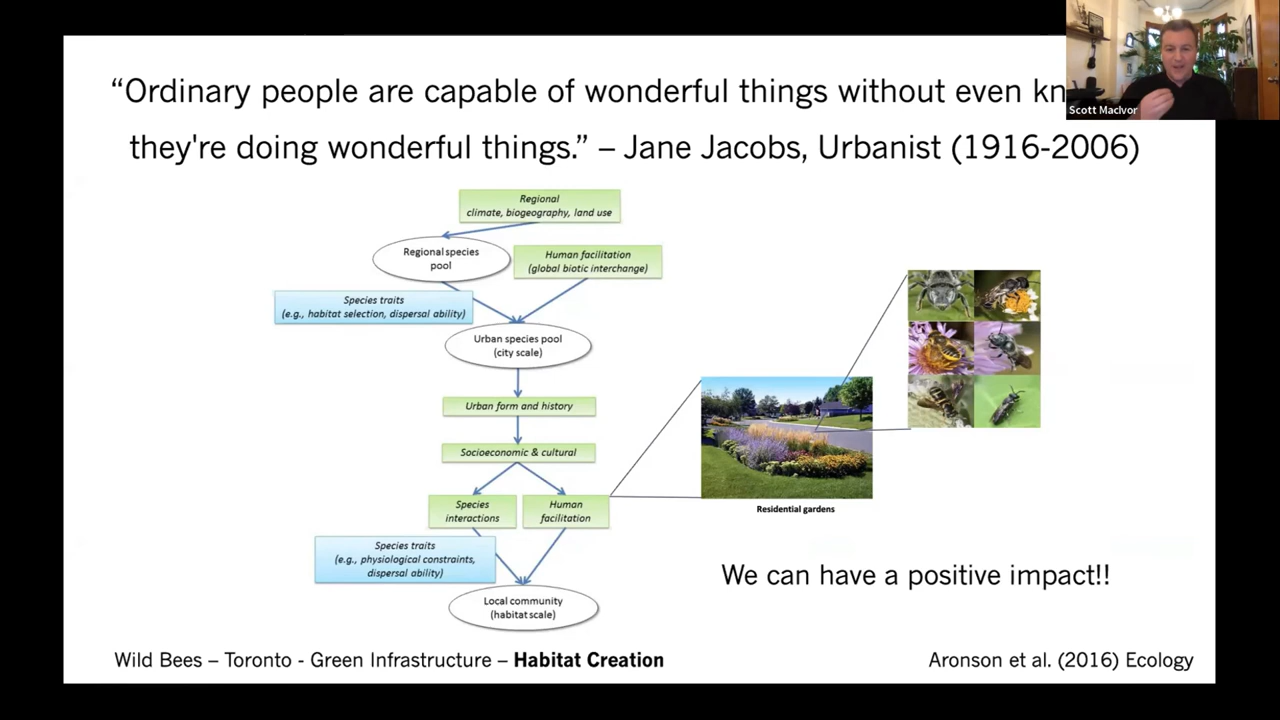 “Ordinary people are capable of wonderful things without even
they're doing wonderful things.” – Jane Jacobs, Urbanist (1916-2006)
Scott MacIvor
Regional
climate, biogeography, land use
Regional species
pool
Human facilitation
(global biotic interchange)
Species traits
(e.g., habitat selection, dispersal ability)
Urban species pool
(city scale)
Urban form and history
Socioeconomic & cultural
Species
interactions
Human
facilitation
Species traits
(e.g., physiological constraints,
dispersal ability)
Local community
(habitat scale)
Residential gardens
We can have a positive impact!!
Wild Bees – Toronto - Green Infrastructure – Habitat Creation
Aronson et al. (2016) Ecology